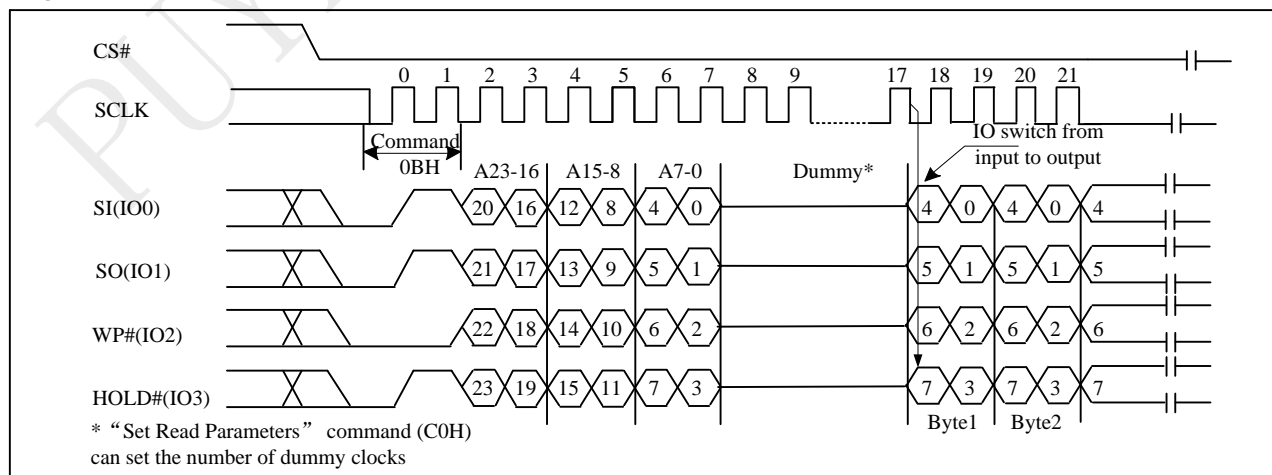 PUY
CS#
0 1 2 3 4 5 6 7 8 9 17 18 19 20 21
SCLK
Command
0BH
IO switch from
input to output
A23-16 A15-8 A7-0 Dummy*
SI(IO0) 20 16 12 8 4 0 4 0 4 0 4
SO(IO1) 21 17 13 9 5 1 5 1 5 1 5
WP#(IO2) 22 18 14 10 6 2 6 2 6 2 6
HOLD#(IO3) 23 19 15 11 7 3 7 3 7 3 7
Byte1 Byte2
* “Set Read Parameters” command (C0H)
can set the number of dummy clocks